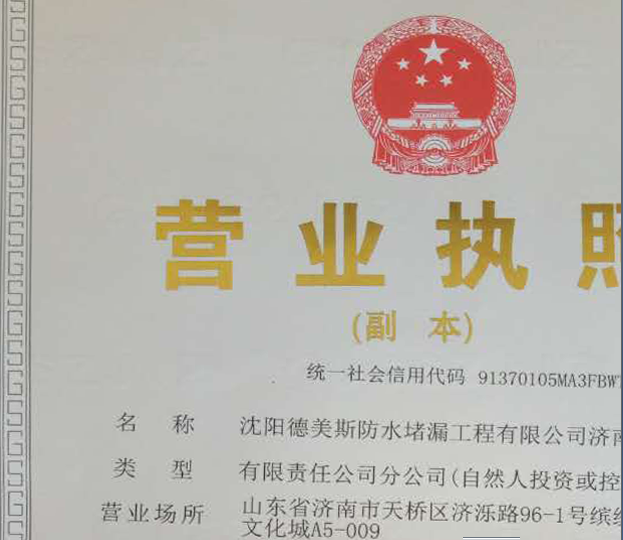 营业执照
(副 本)
统一社会信用代码 91370105MA3FBW
名 称 沈阳德美斯防水堵漏工程有限公司济南
类 型 有限责任公司分公司(自然人投资或控
营业场所 山东省济南市天桥区济泺路96-1号缤纷
文化城A5-009